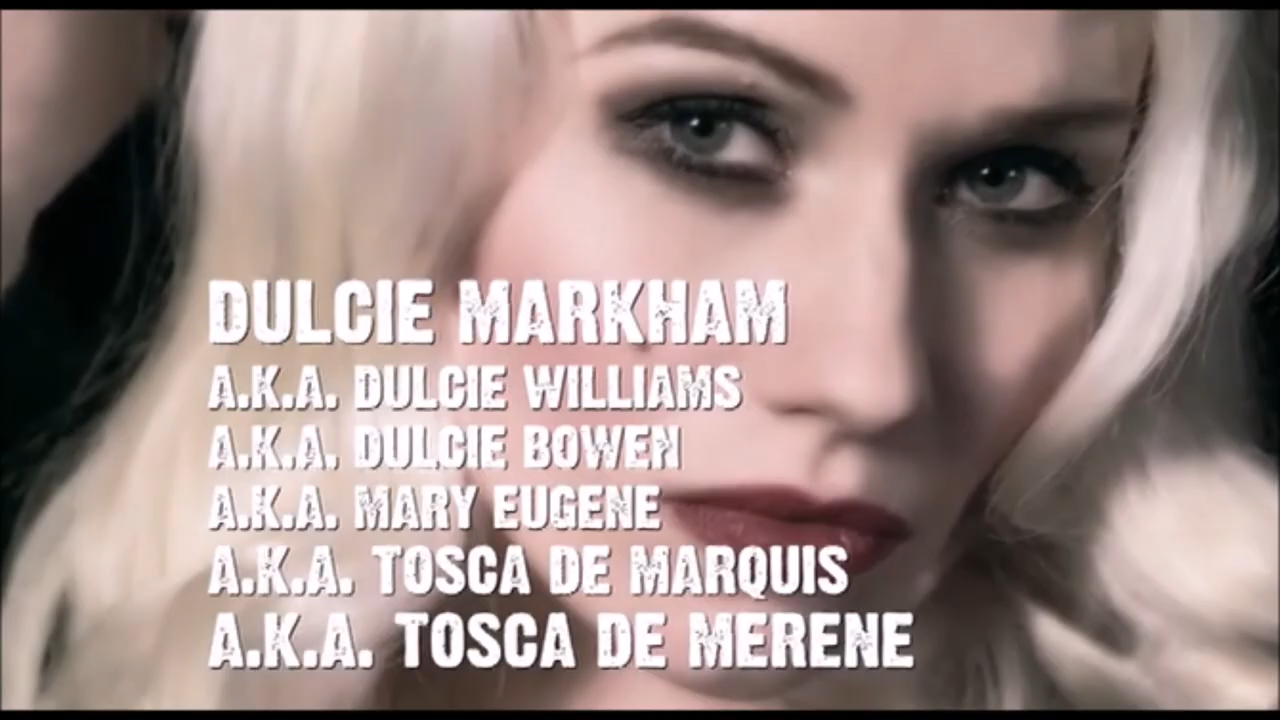 DULCIE MARKHAM
A.K.A. DULCIE WILLIAMS
A.K.A. DULCIE BOWEN
A.K.A. MARY EUGENE
A.K.A. TOSCA DE MARQUIS
A.K.A. TOSCA DE MERENE